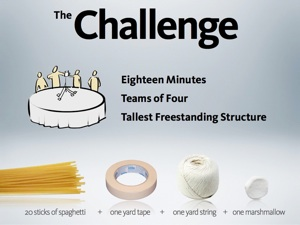 The Challenge
Eighteen Minutes
Teams of Four
Tallest Freestanding Structure
20 sticks of spaghetti + one yard tape + one yard string + one marshmallow